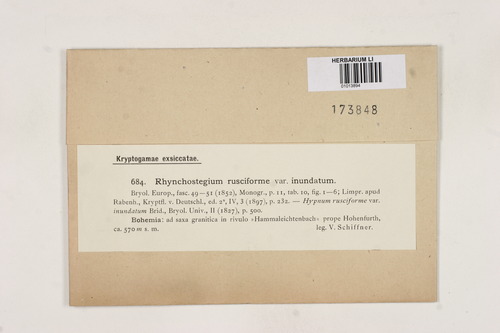 HERBARIUM LI
01013894
173848
Kryptogamae exsiccatae.
684. Rhynchostegium rusciforme var. inundatum.
Bryol. Europ., fasc. 49—51 (1852), Monogr., p. 11, tab. 10, fig. 1—6; Limpr. apud
Rabenh., Kryptfl. v. Deutschl., ed. 2ª, IV, 3 (1897), p. 232. — Hypnum rusciforme var.
inundatum Brid., Bryol. Univ., II (1827), p. 500.
Bohemia: ad saxa granitica in rivulo «Hammaleichtenbach» prope Hohenfurth,
ca. 570 m s. m. leg. V. Schiffner.